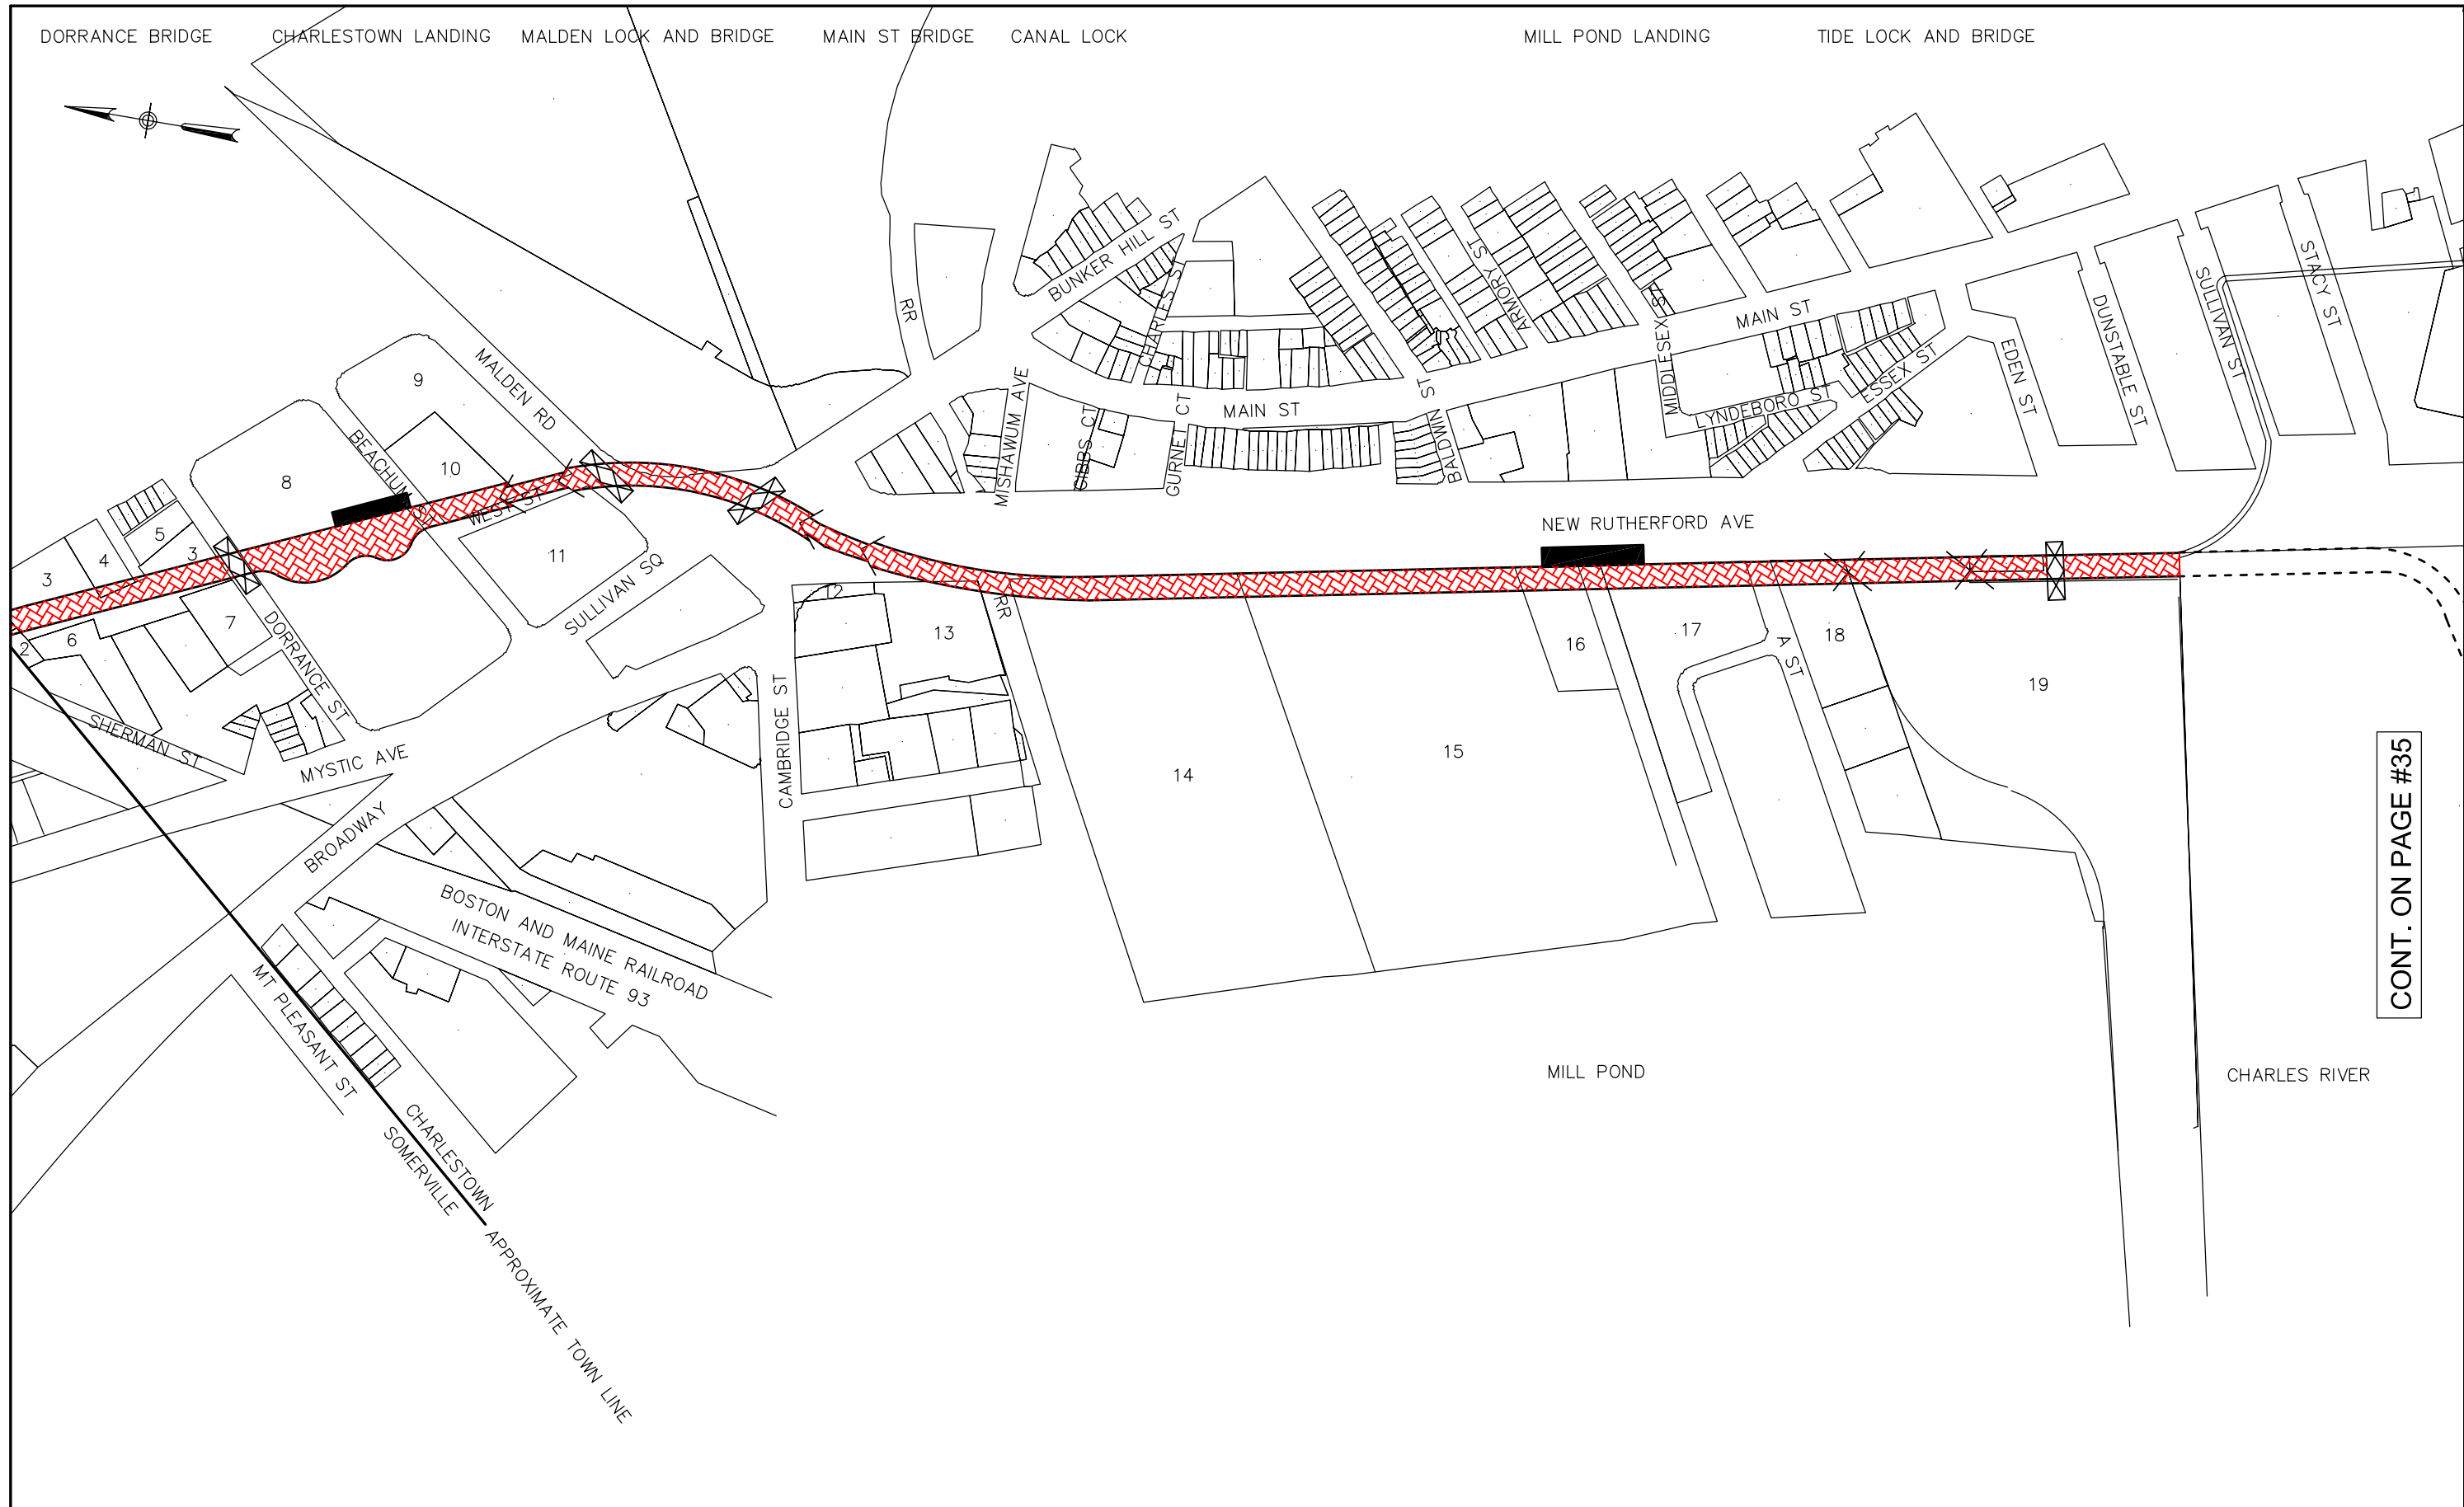 DORRANCE BRIDGE
CHARLESTOWN LANDING
MALDEN LOCK AND BRIDGE
MAIN ST BRIDGE
CANAL LOCK
MILL POND LANDING
TIDE LOCK AND BRIDGE
MALDEN RD
RR
BUNKER HILL ST
CHARLES ST
ARMORY ST
MIDDLESEX ST
MAIN ST
STACY ST
SULLIVAN ST
DUNSTABLE ST
EDEN ST
ESSEX ST
LYNDEBORO ST
MAIN ST
BALDWIN ST
GURNEY CT
GIBBS CT
MISHAWUM AVE
9
10
8
WEST ST
5
4
3
3
11
SULLIVAN SQ
NEW RUTHERFORD AVE
2
6
7
DORRANCE ST
SHERMAN ST
MYSTIC AVE
BROADWAY
CAMBRIDGE ST
12
13
RR
14
15
16
17
A ST
18
19
BOSTON AND MAINE RAILROAD
INTERSTATE ROUTE 93
MT PLEASANT ST
CHARLESTOWN
SOMERVILLE
APPROXIMATE TOWN LINE
MILL POND
CHARLES RIVER
CONT. ON PAGE #35